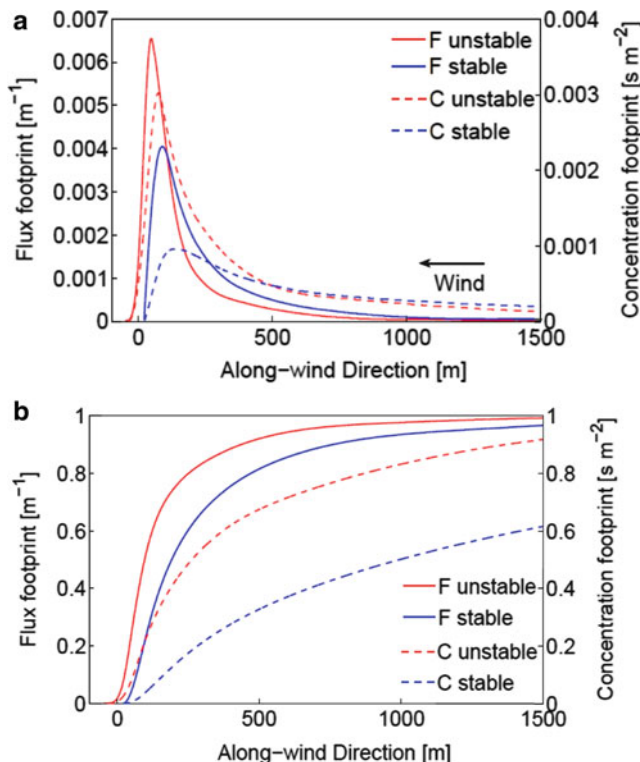 a
0.007
0.006
0.005
0.004
0.003
0.002
0.001
0
Flux footprint [m⁻¹]
0.004
0.003
0.002
0.001
0
Concentration footprint [s m⁻²]
F unstable
F stable
C unstable
C stable
Wind
0 500 1000 1500
Along-wind Direction [m]
b
1
0.8
0.6
0.4
0.2
0
Flux footprint [m⁻¹]
1
0.8
0.6
0.4
0.2
0
Concentration footprint [s m⁻²]
F unstable
F stable
C unstable
C stable
0 500 1000 1500
Along-wind Direction [m]